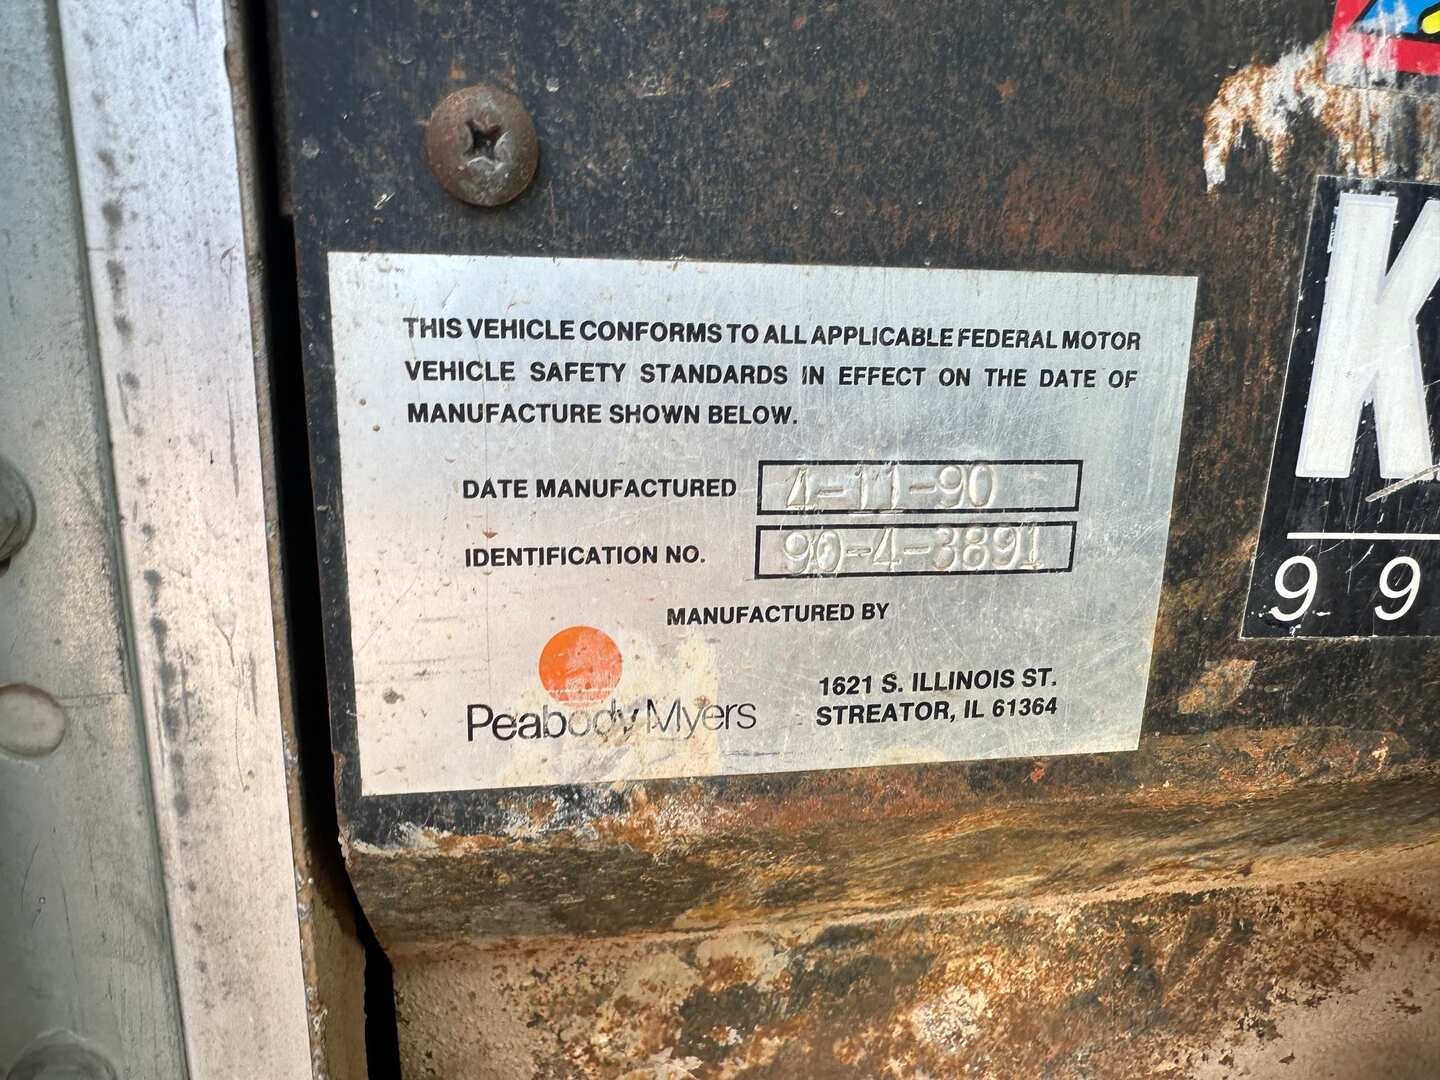 THIS VEHICLE CONFORMS TO ALL APPLICABLE FEDERAL MOTOR
VEHICLE SAFETY STANDARDS IN EFFECT ON THE DATE OF
MANUFACTURE SHOWN BELOW.
DATE MANUFACTURED 4-11-90
IDENTIFICATION NO. 90-4-3891
MANUFACTURED BY
Peabody Myers
1621 S. ILLINOIS ST.
STREATOR, IL 61364
K
9 9